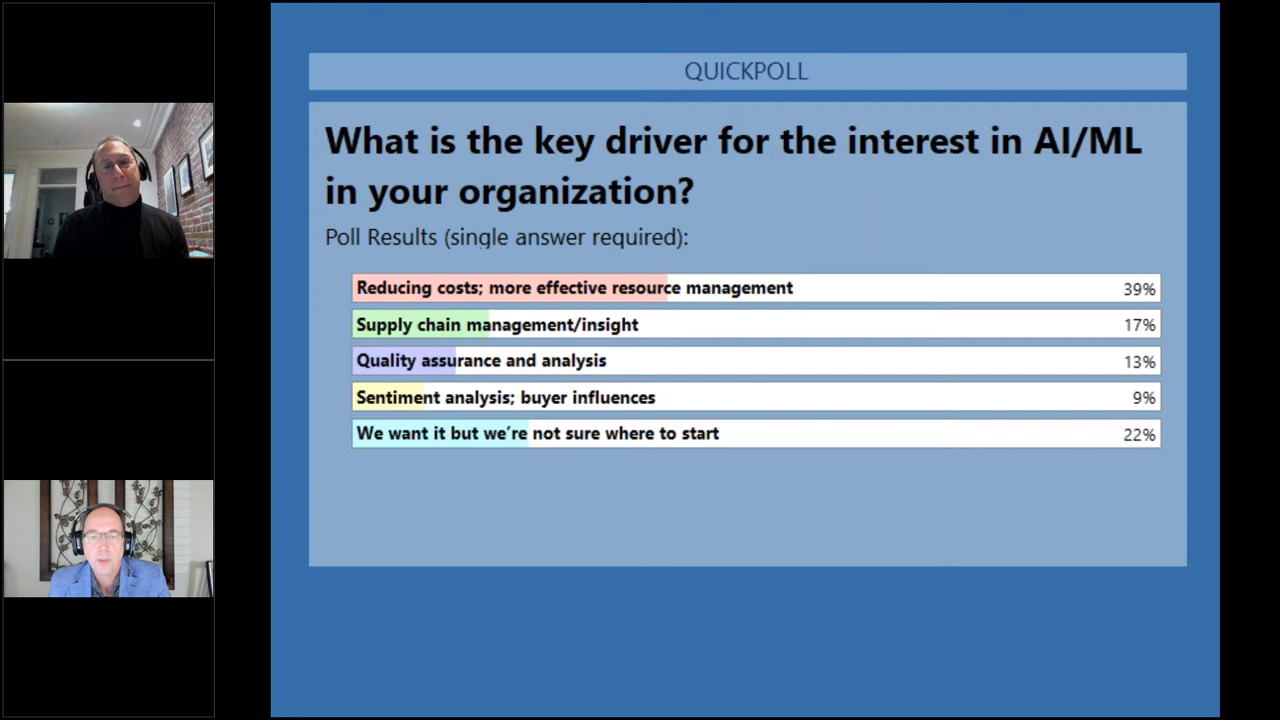 QUICKPOLL
What is the key driver for the interest in AI/ML
in your organization?
Poll Results (single answer required):
Reducing costs; more effective resource management 39%
Supply chain management/insight 17%
Quality assurance and analysis 13%
Sentiment analysis; buyer influences 9%
We want it but we’re not sure where to start 22%